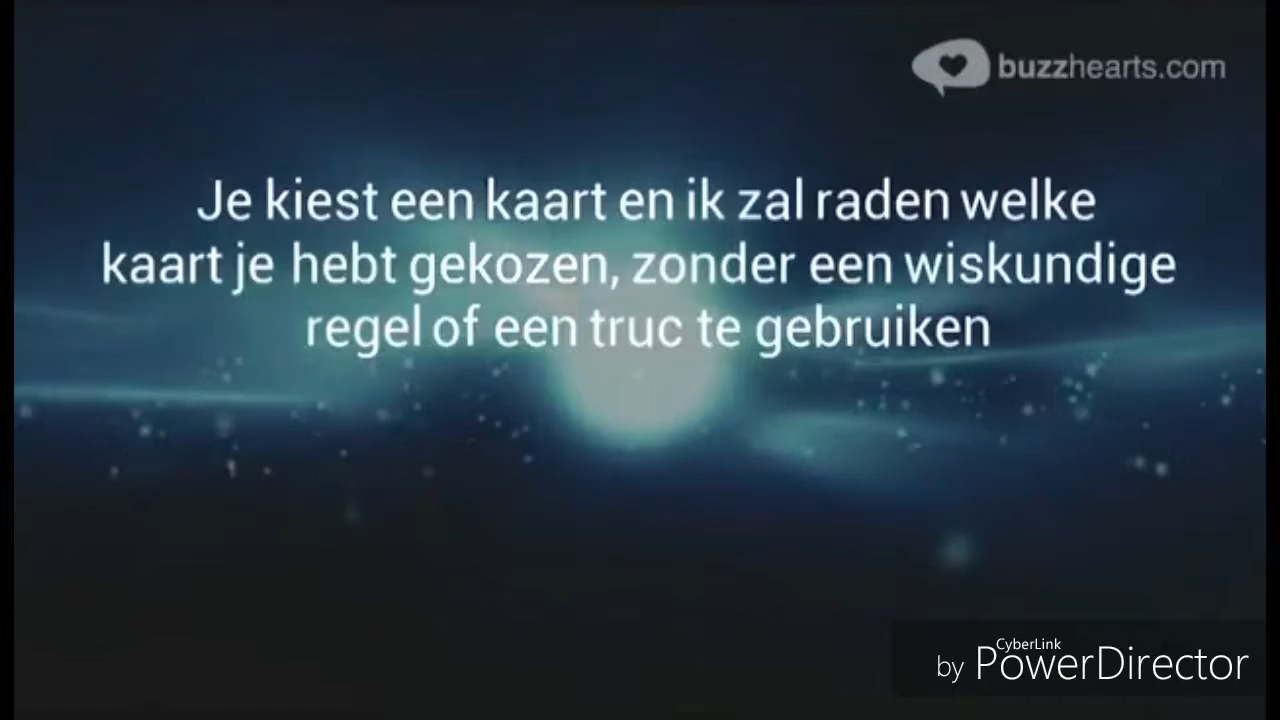 buzzhearts.com
Je kiest een kaart en ik zal raden welke
kaart je hebt gekozen, zonder een wiskundige
regel of een truc te gebruiken
CyberLink
by PowerDirector